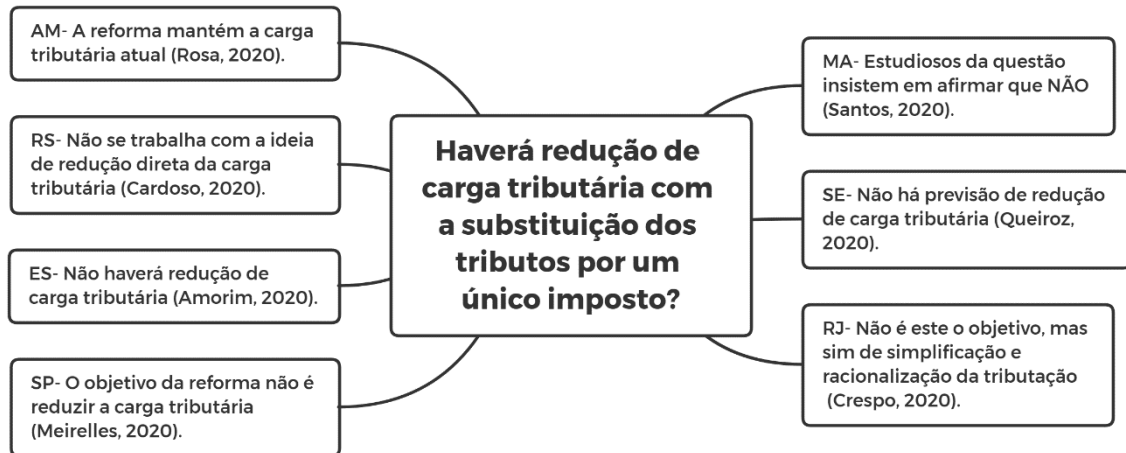 AM- A reforma mantém a carga
tributária atual (Rosa, 2020).
RS- Não se trabalha com a ideia
de redução direta da carga
tributária (Cardoso, 2020).
ES- Não haverá redução de
carga tributária (Amorim, 2020).
SP- O objetivo da reforma não é
reduzir a carga tributária
(Meirelles, 2020).
Haverá redução de
carga tributária com
a substituição dos
tributos por um
único imposto?
MA- Estudiosos da questão
insistem em afirmar que NÃO
(Santos, 2020).
SE- Não há previsão de redução
de carga tributária (Queiroz,
2020).
RJ- Não é este o objetivo, mas
sim de simplificação e
racionalização da tributação
(Crespo, 2020).